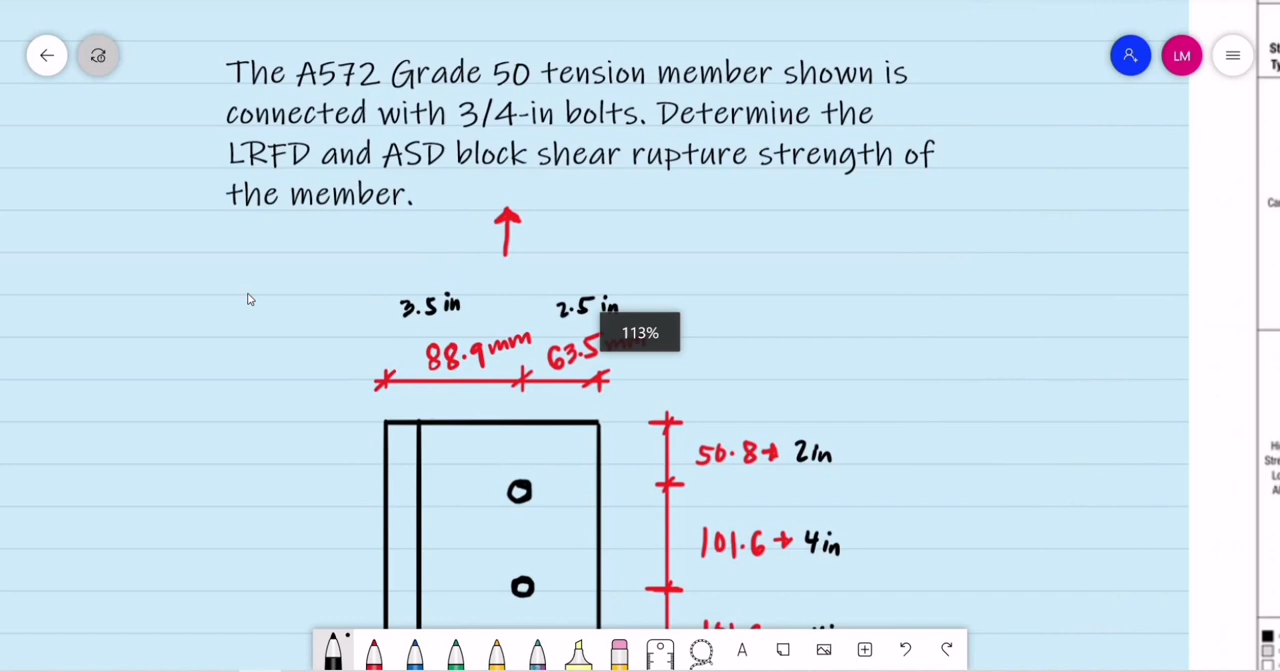 The A572 Grade 50 tension member shown is
connected with 3/4-in bolts. Determine the
LRFD and ASD block shear rupture strength of
the member.
LM
3.5 in
2.5 in
113%
88.9mm
63.5
50.8 → 2in
101.6 → 4in
A